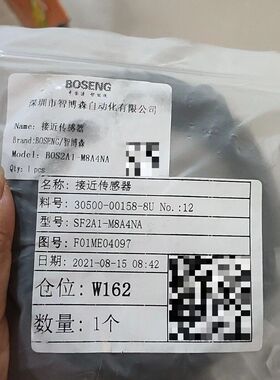 BOSENG
深圳市智博森自动化有限公司
Name: 接近传感器
Brand:BOSENG/智博森
Model: BOS2A1-M8A4NA
Qty: 1 pcs
名称: 接近传感器
料号: 30500-00158-8U No.:12
型号: SF2A1-M8A4NA
图号: F01ME04097
日期: 2021-08-15 08:42
仓位: W162
数量: 1个